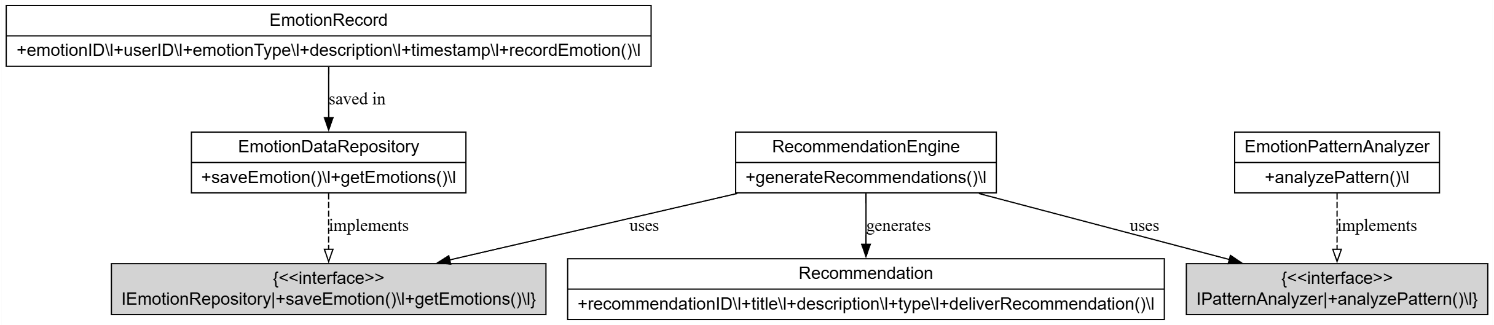 EmotionRecord
+emotionID\l+userID\l+emotionType\l+description\l+timestamp\l+recordEmotion()\l
saved in
EmotionDataRepository
+saveEmotion()\l+getEmotions()\l
RecommendationEngine
+generateRecommendations()\l
EmotionPatternAnalyzer
+analyzePattern()\l
implements
uses
generates
uses
implements
{<<interface>>
IEmotionRepository|+saveEmotion()\l+getEmotions()\l}
Recommendation
+recommendationID\l+title\l+description\l+type\l+deliverRecommendation()\l
{<<interface>>
IPatternAnalyzer|+analyzePattern()\l}